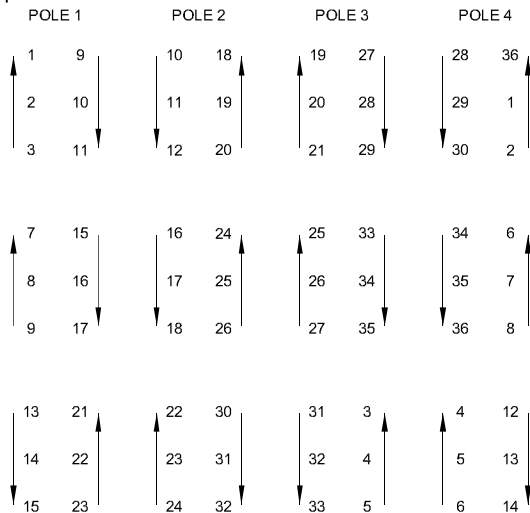 POLE 1 POLE 2 POLE 3 POLE 4
1 9 10 18 19 27 28 36
2 10 11 19 20 28 29 1
3 11 12 20 21 29 30 2
7 15 16 24 25 33 34 6
8 16 17 25 26 34 35 7
9 17 18 26 27 35 36 8
13 21 22 30 31 3 4 12
14 22 23 31 32 4 5 13
15 23 24 32 33 5 6 14